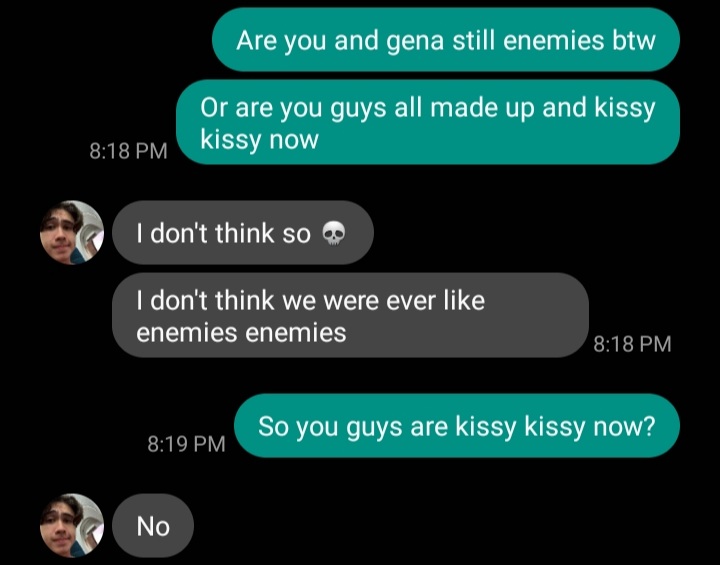 Are you and gena still enemies btw
Or are you guys all made up and kissy
kissy now
8:18 PM
I don't think so 💀
I don't think we were ever like
enemies enemies
8:18 PM
So you guys are kissy kissy now?
8:19 PM
No